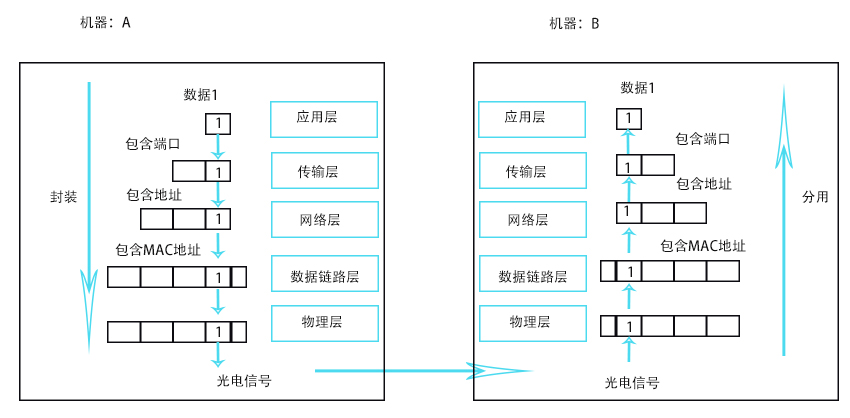 机器：A
数据1
1
应用层
包含端口
1
传输层
包含地址
封装
1
网络层
包含MAC地址
1
数据链路层
1
物理层
光电信号
机器：B
数据1
应用层
1
包含端口
传输层
1
包含地址
分用
网络层
1
包含MAC地址
数据链路层
1
物理层
1
光电信号